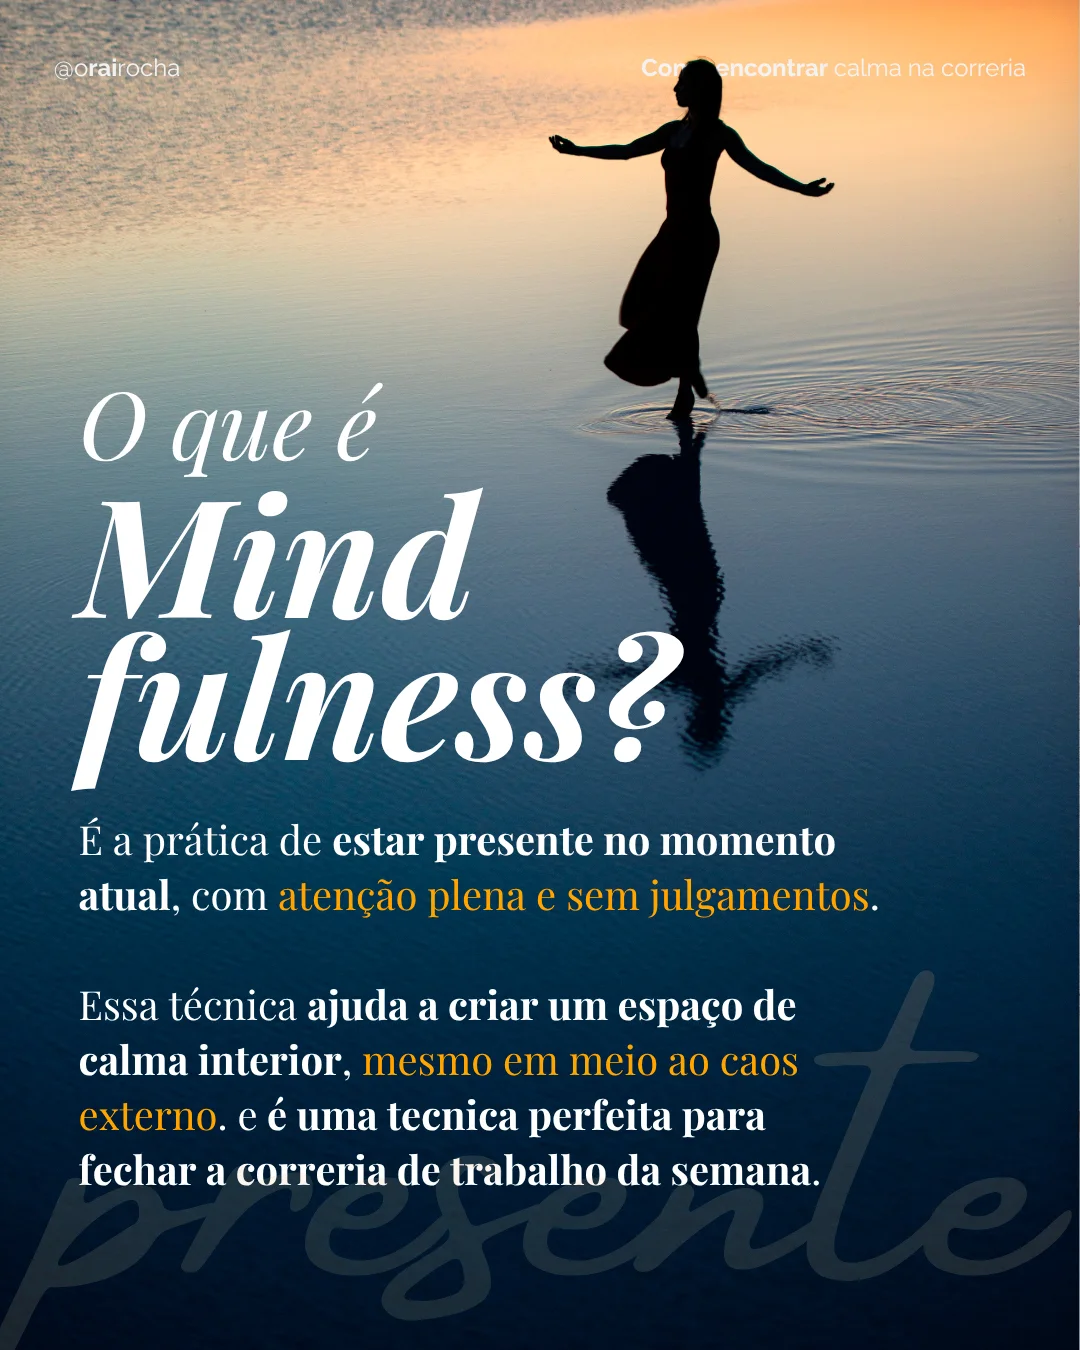 @orairocha
encontrar calma na correria
O que é
Mind
fulness?
É a prática de estar presente no momento
atual, com atenção plena e sem julgamentos.
Essa técnica ajuda a criar um espaço de
calma interior, mesmo em meio ao caos
externo. e é uma tecnica perfeita para
fechar a correria de trabalho da semana.
presente